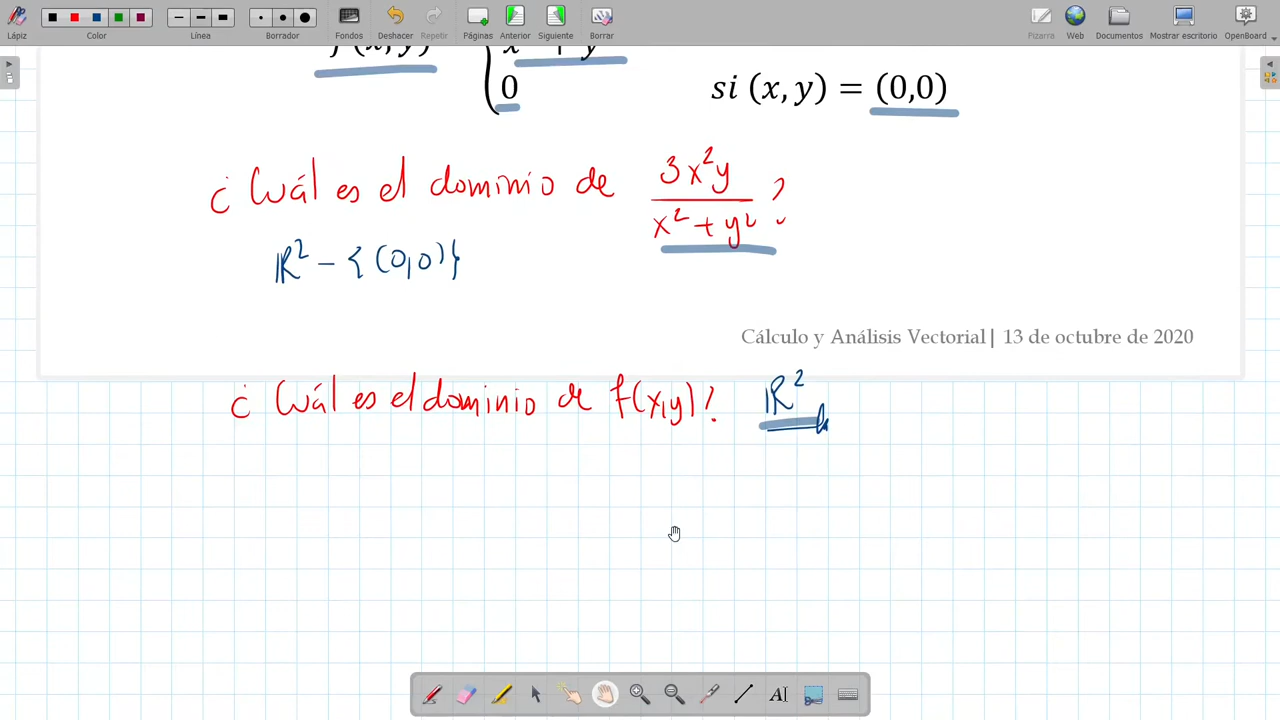 Lápiz Color Línea Borrador Fondos Deshacer Repetir Páginas Anterior Siguiente Borrar Pizarra Web Documentos Mostrar escritorio OpenBoard
0 si (x, y) = (0,0)
¿ Cuál es el dominio de 3x²y / x² + y² ?
ℝ² − {(0,0)}
Cálculo y Análisis Vectorial| 13 de octubre de 2020
¿ Cuál es el dominio de f(x,y)? ℝ²